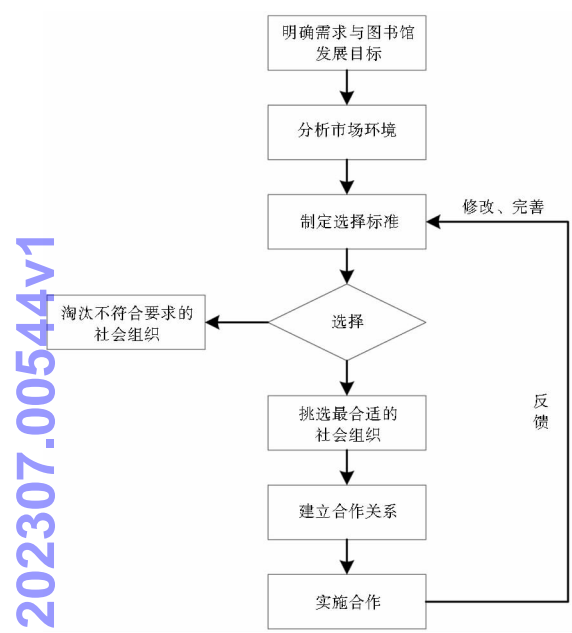 明确需求与图书馆
发展目标
分析市场环境
制定选择标准
修改、完善
选择
淘汰不符合要求的
社会组织
挑选最合适的
社会组织
反
馈
建立合作关系
实施合作
202307.00544v1